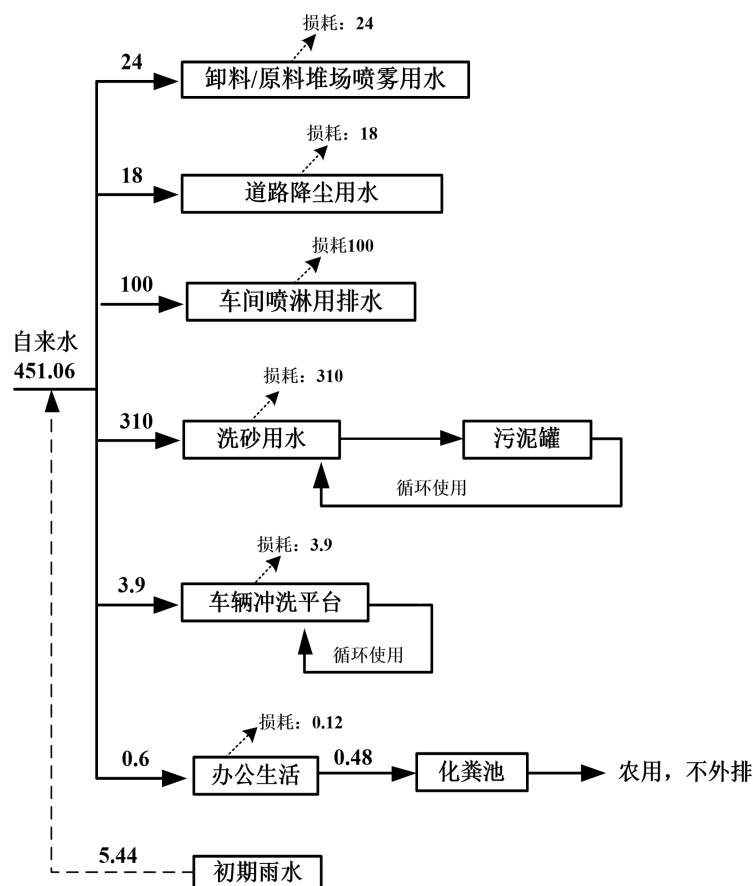 损耗：24
24
卸料/原料堆场喷雾用水
损耗：18
18
道路降尘用水
损耗100
100
车间喷淋用排水
自来水
451.06
损耗：310
310
洗砂用水
污泥罐
循环使用
损耗：3.9
3.9
车辆冲洗平台
循环使用
损耗：0.12
0.6
办公生活
0.48
化粪池
农用，不外排
5.44
初期雨水